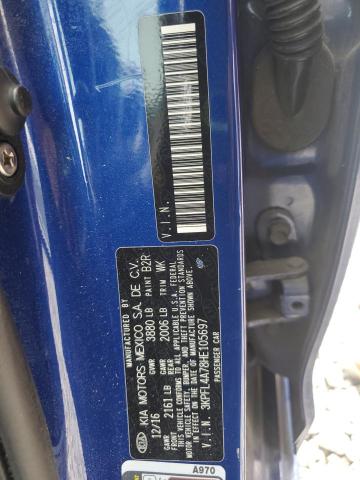 V.I.N.
MANUFACTURED BY
KIA MOTORS MEXICO S.A. DE C.V.
12/16 GVWR 3880 LB PAINT B2R
GAWR FRONT 2161 LB GAWR REAR 2006 LB TRIM WK
THIS VEHICLE CONFORMS TO ALL APPLICABLE U.S.A. FEDERAL
MOTOR VEHICLE SAFETY, BUMPER, AND THEFT PREVENTION STANDARDS
IN EFFECT ON THE DATE OF MANUFACTURE SHOWN ABOVE.
V.I.N. : 3KPFL4A78HE105697
PASSENGER CAR
KIA
A970